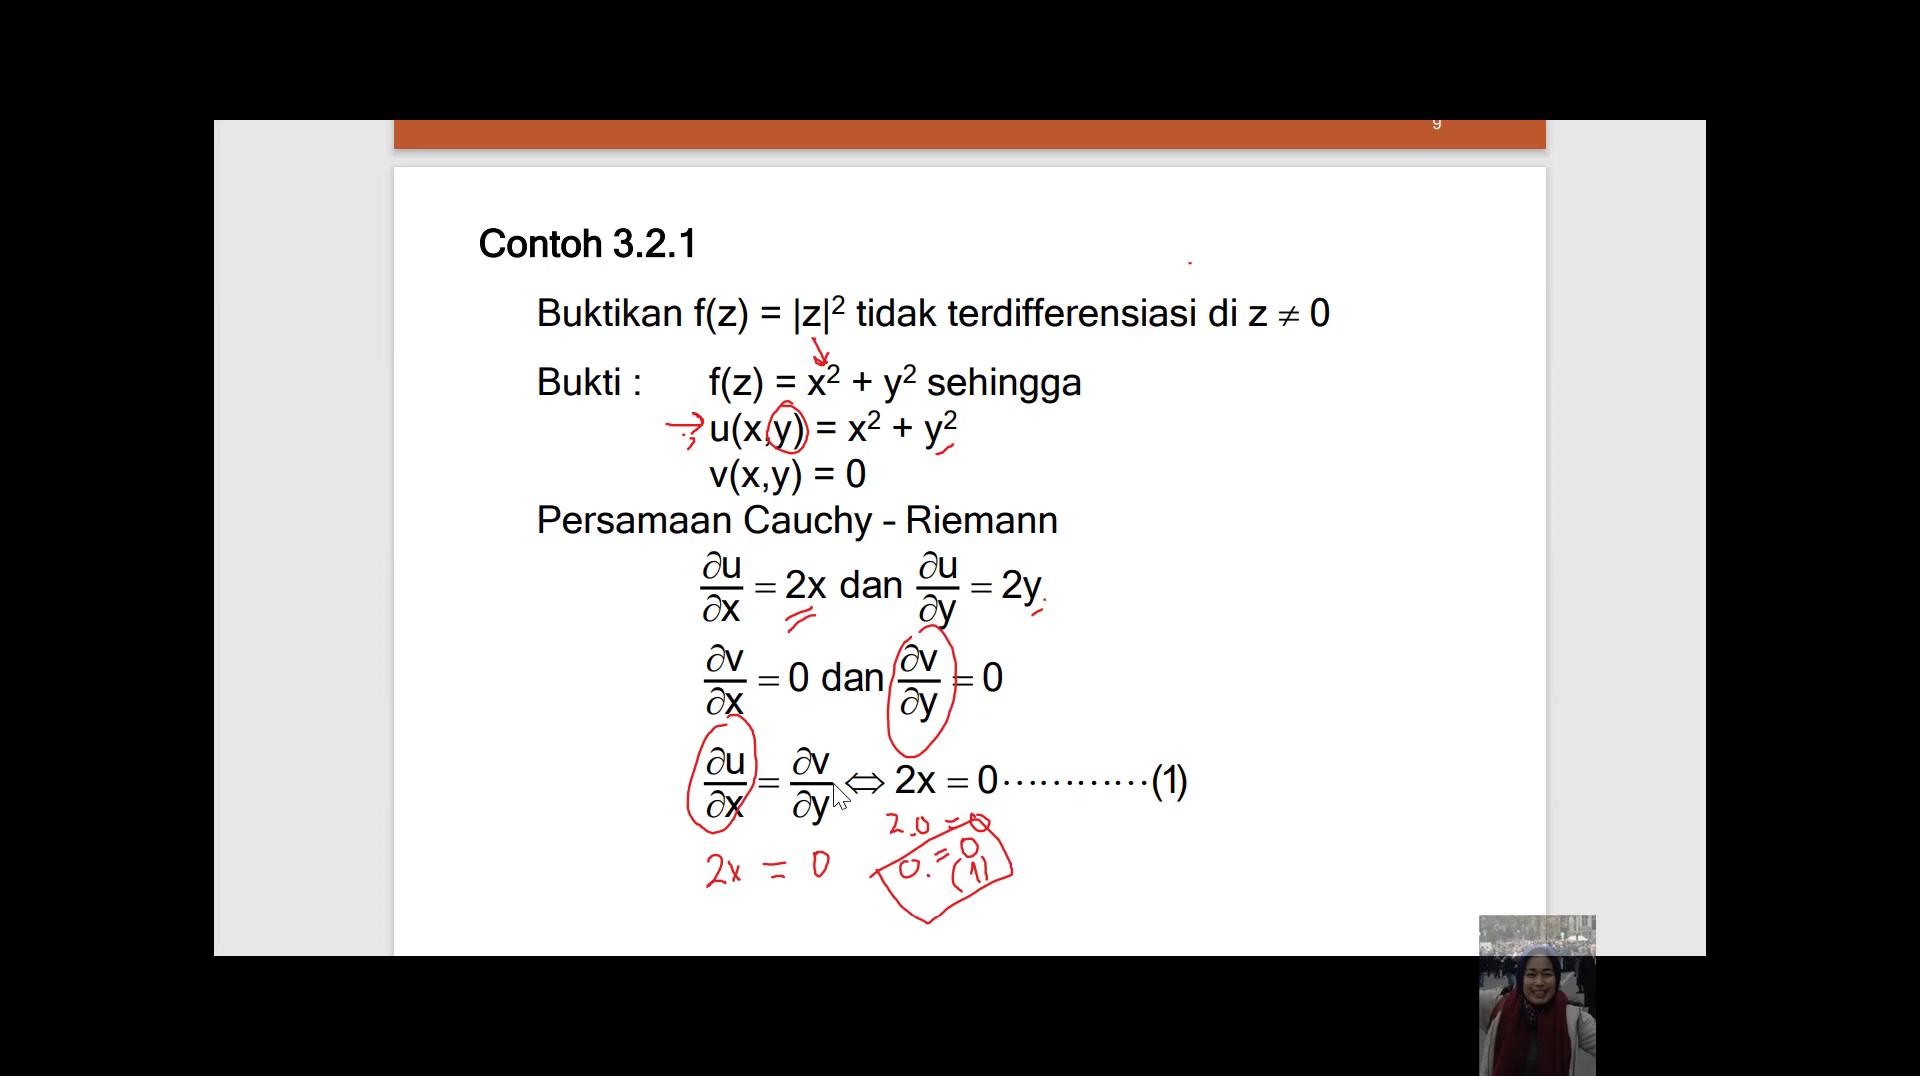 9
Contoh 3.2.1
Buktikan f(z) = |z|² tidak terdifferensiasi di z ≠ 0
Bukti : f(z) = x² + y² sehingga
u(x,y) = x² + y²
v(x,y) = 0
Persamaan Cauchy - Riemann
∂u/∂x = 2x dan ∂u/∂y = 2y
∂v/∂x = 0 dan ∂v/∂y = 0
∂u/∂x = ∂v/∂y ⇔ 2x = 0 ············(1)
2.0 = 0
2x = 0
0. = 0
(1)